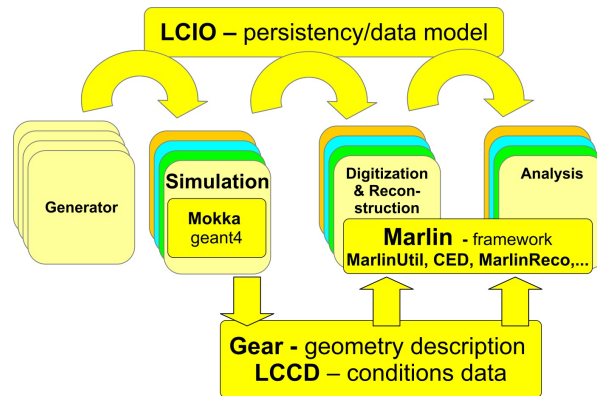 LCIO – persistency/data model
Generator
Simulation
Mokka
geant4
Digitization
& Recon-
struction
Analysis
Marlin - framework
MarlinUtil, CED, MarlinReco,...
Gear - geometry description
LCCD – conditions data